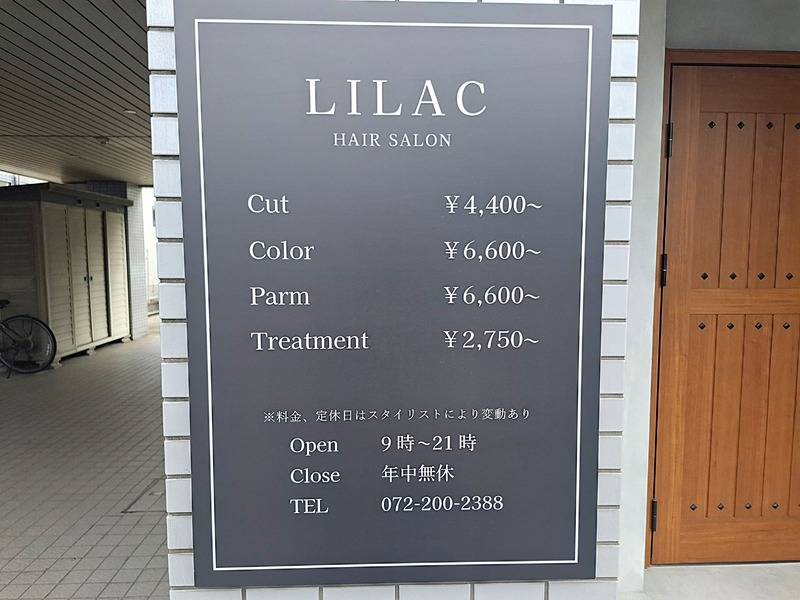 LILAC
HAIR SALON
Cut ¥4,400~
Color ¥6,600~
Parm ¥6,600~
Treatment ¥2,750~
※料金、定休日はスタイリストにより変動あり
Open 9時~21時
Close 年中無休
TEL 072-200-2388